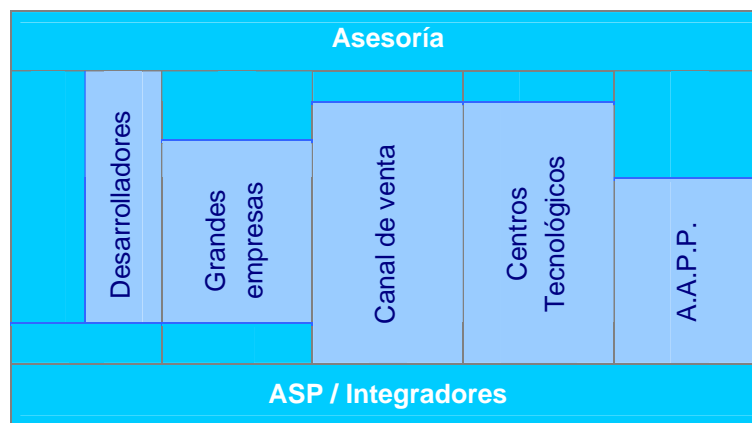 Asesoría
Desarrolladores
Grandes
empresas
Canal de venta
Centros
Tecnológicos
A.A.P.P.
ASP / Integradores